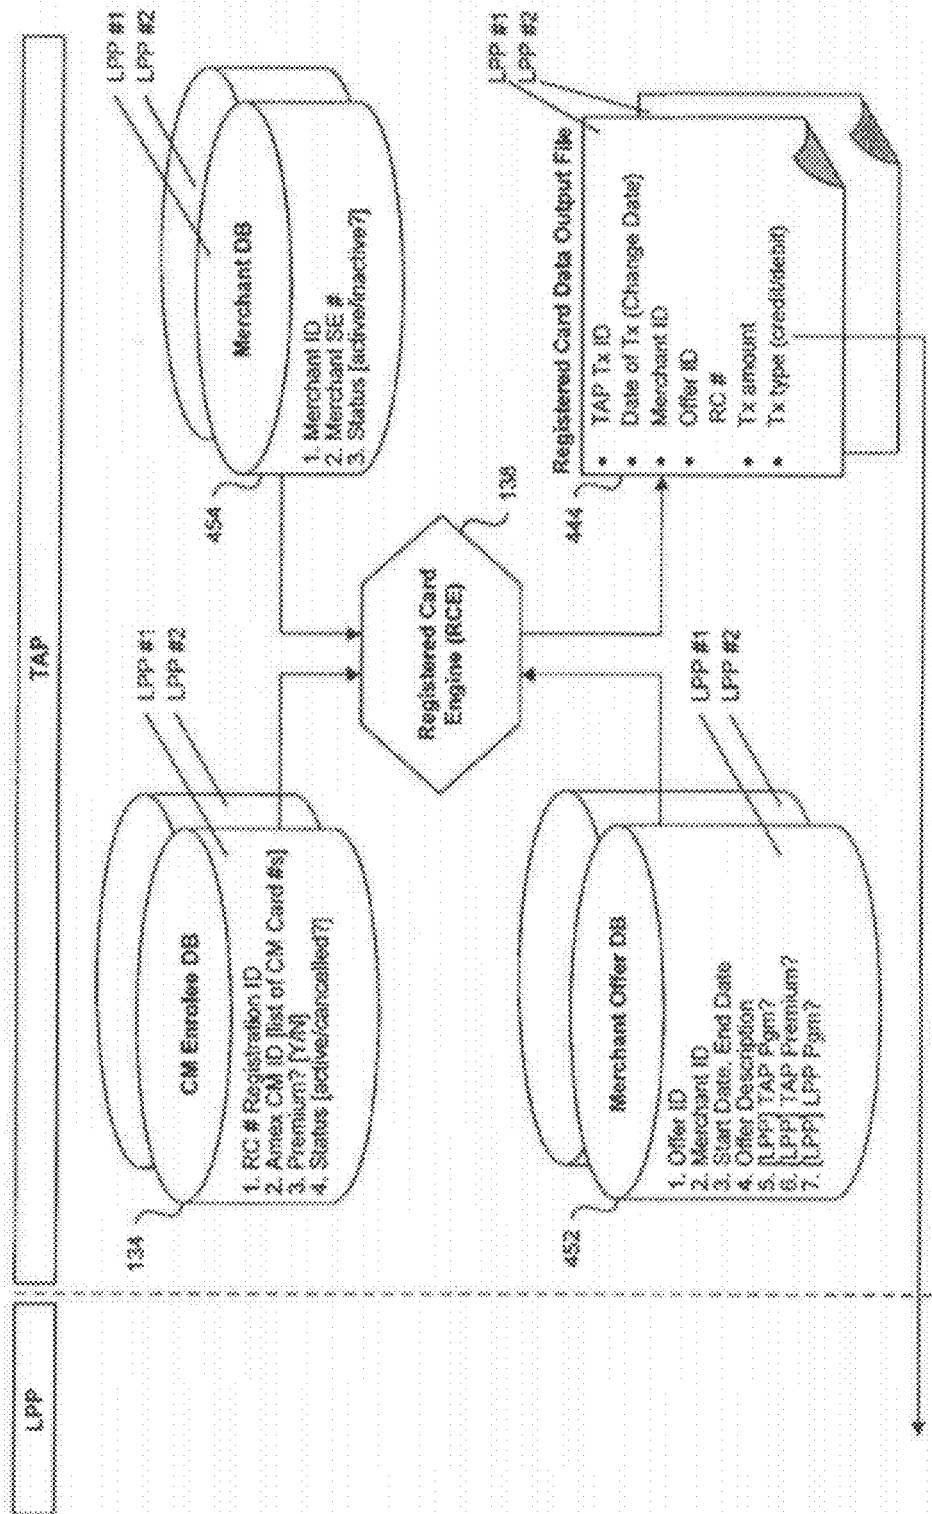 LPP
TAP
134
CM Enrolee DB
1. RC # Registration ID
2. Amex CM ID [list of CM Card #s]
3. Premium? [Y/N]
4. Status [active/cancelled?]
LPP #1
LPP #2
454
Merchant DB
1. Merchant ID
2. Merchant SE #
3. Status [active/inactive?]
LPP #1
LPP #2
Registered Card
Engine (RCE)
138
452
Merchant Offer DB
1. Offer ID
2. Merchant ID
3. Start Date, End Date
4. Offer Description
5. [LPP] TAP Pgm?
6. [LPP] TAP Premium?
7. [LPP] LPP Pgm?
LPP #1
LPP #2
444
Registered Card Data Output File
• TAP Tx ID
• Date of Tx (Change Date)
• Merchant ID
• Offer ID
RC #
• Tx amount
• Tx type (credit/debit)
LPP #1
LPP #2